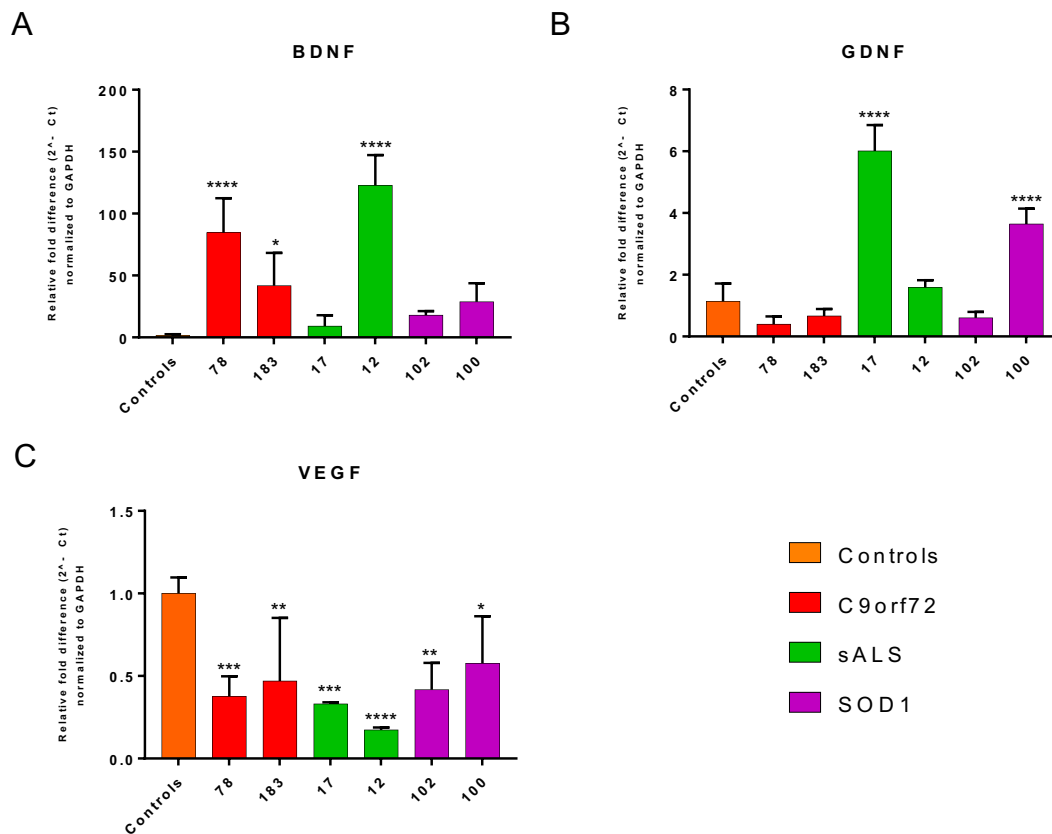 A
BDNF
Relative fold difference (2^- Ct)
normalized to GAPDH
200
150
100
50
0
****
*
****
Controls
78
183
17
12
102
100
B
GDNF
Relative fold difference (2^- Ct)
normalized to GAPDH
8
6
4
2
0
****
****
Controls
78
183
17
12
102
100
C
VEGF
Relative fold difference (2^- Ct)
normalized to GAPDH
1.5
1.0
0.5
0.0
***
**
***
****
**
*
Controls
78
183
17
12
102
100
Controls
C9orf72
sALS
SOD1